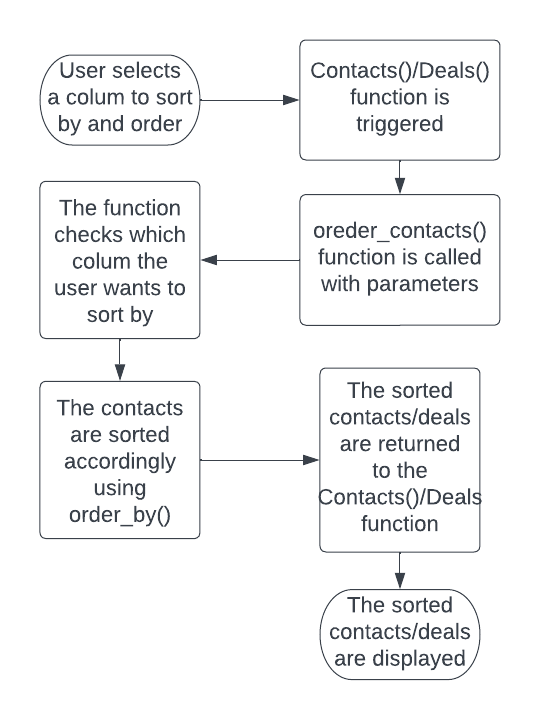 User selects
a colum to sort
by and order
Contacts()/Deals()
function is
triggered
oreder_contacts()
function is called
with parameters
The function
checks which
colum the
user wants to
sort by
The contacts
are sorted
accordingly
using
order_by()
The sorted
contacts/deals
are returned
to the
Contacts()/Deals
function
The sorted
contacts/deals
are displayed